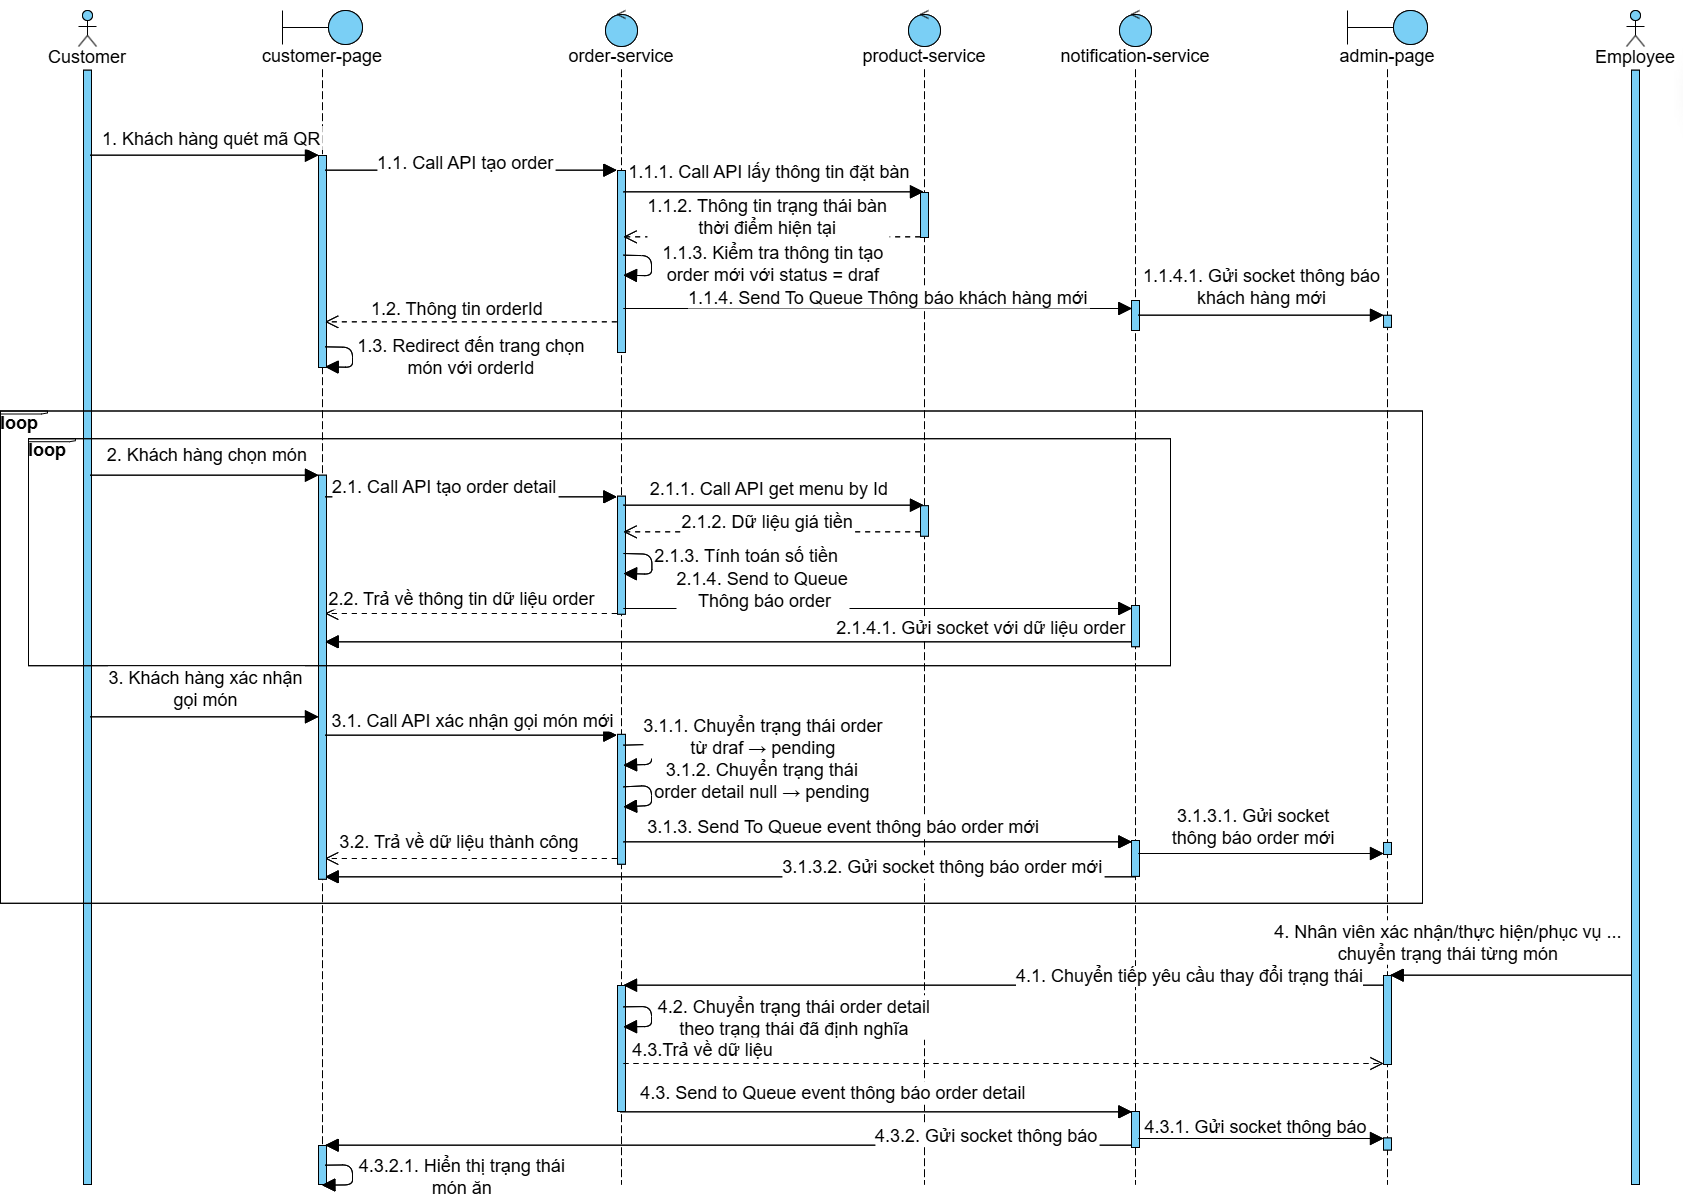 Customer
customer-page
order-service
product-service
notification-service
admin-page
Employee
1. Khách hàng quét mã QR
1.1. Call API tạo order
1.1.1. Call API lấy thông tin đặt bàn
1.1.2. Thông tin trạng thái bàn
thời điểm hiện tại
1.1.3. Kiểm tra thông tin tạo
order mới với status = draf
1.1.4. Send To Queue Thông báo khách hàng mới
1.1.4.1. Gửi socket thông báo
khách hàng mới
1.2. Thông tin orderId
1.3. Redirect đến trang chọn
món với orderId
loop
loop
2. Khách hàng chọn món
2.1. Call API tạo order detail
2.1.1. Call API get menu by Id
2.1.2. Dữ liệu giá tiền
2.1.3. Tính toán số tiền
2.1.4. Send to Queue
Thông báo order
2.2. Trả về thông tin dữ liệu order
2.1.4.1. Gửi socket với dữ liệu order
3. Khách hàng xác nhận
gọi món
3.1. Call API xác nhận gọi món mới
3.1.1. Chuyển trạng thái order
từ draf → pending
3.1.2. Chuyển trạng thái
order detail null → pending
3.1.3. Send To Queue event thông báo order mới
3.1.3.1. Gửi socket
thông báo order mới
3.2. Trả về dữ liệu thành công
3.1.3.2. Gửi socket thông báo order mới
4. Nhân viên xác nhận/thực hiện/phục vụ ...
chuyển trạng thái từng món
4.1. Chuyển tiếp yêu cầu thay đổi trạng thái
4.2. Chuyển trạng thái order detail
theo trạng thái đã định nghĩa
4.3.Trả về dữ liệu
4.3. Send to Queue event thông báo order detail
4.3.1. Gửi socket thông báo
4.3.2. Gửi socket thông báo
4.3.2.1. Hiển thị trạng thái
món ăn